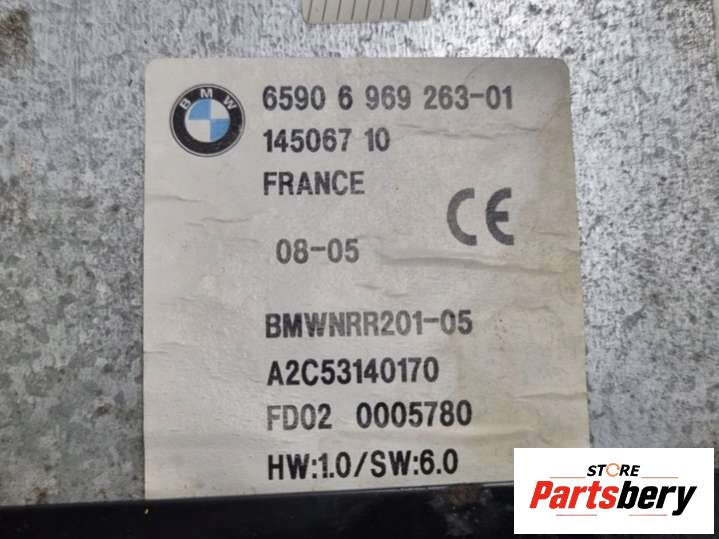 BMW
6590 6 969 263-01
145067 10
FRANCE
CE
08-05
BMWNRR201-05
A2C53140170
FD02 0005780
HW:1.0/SW:6.0
STORE
Partsbery